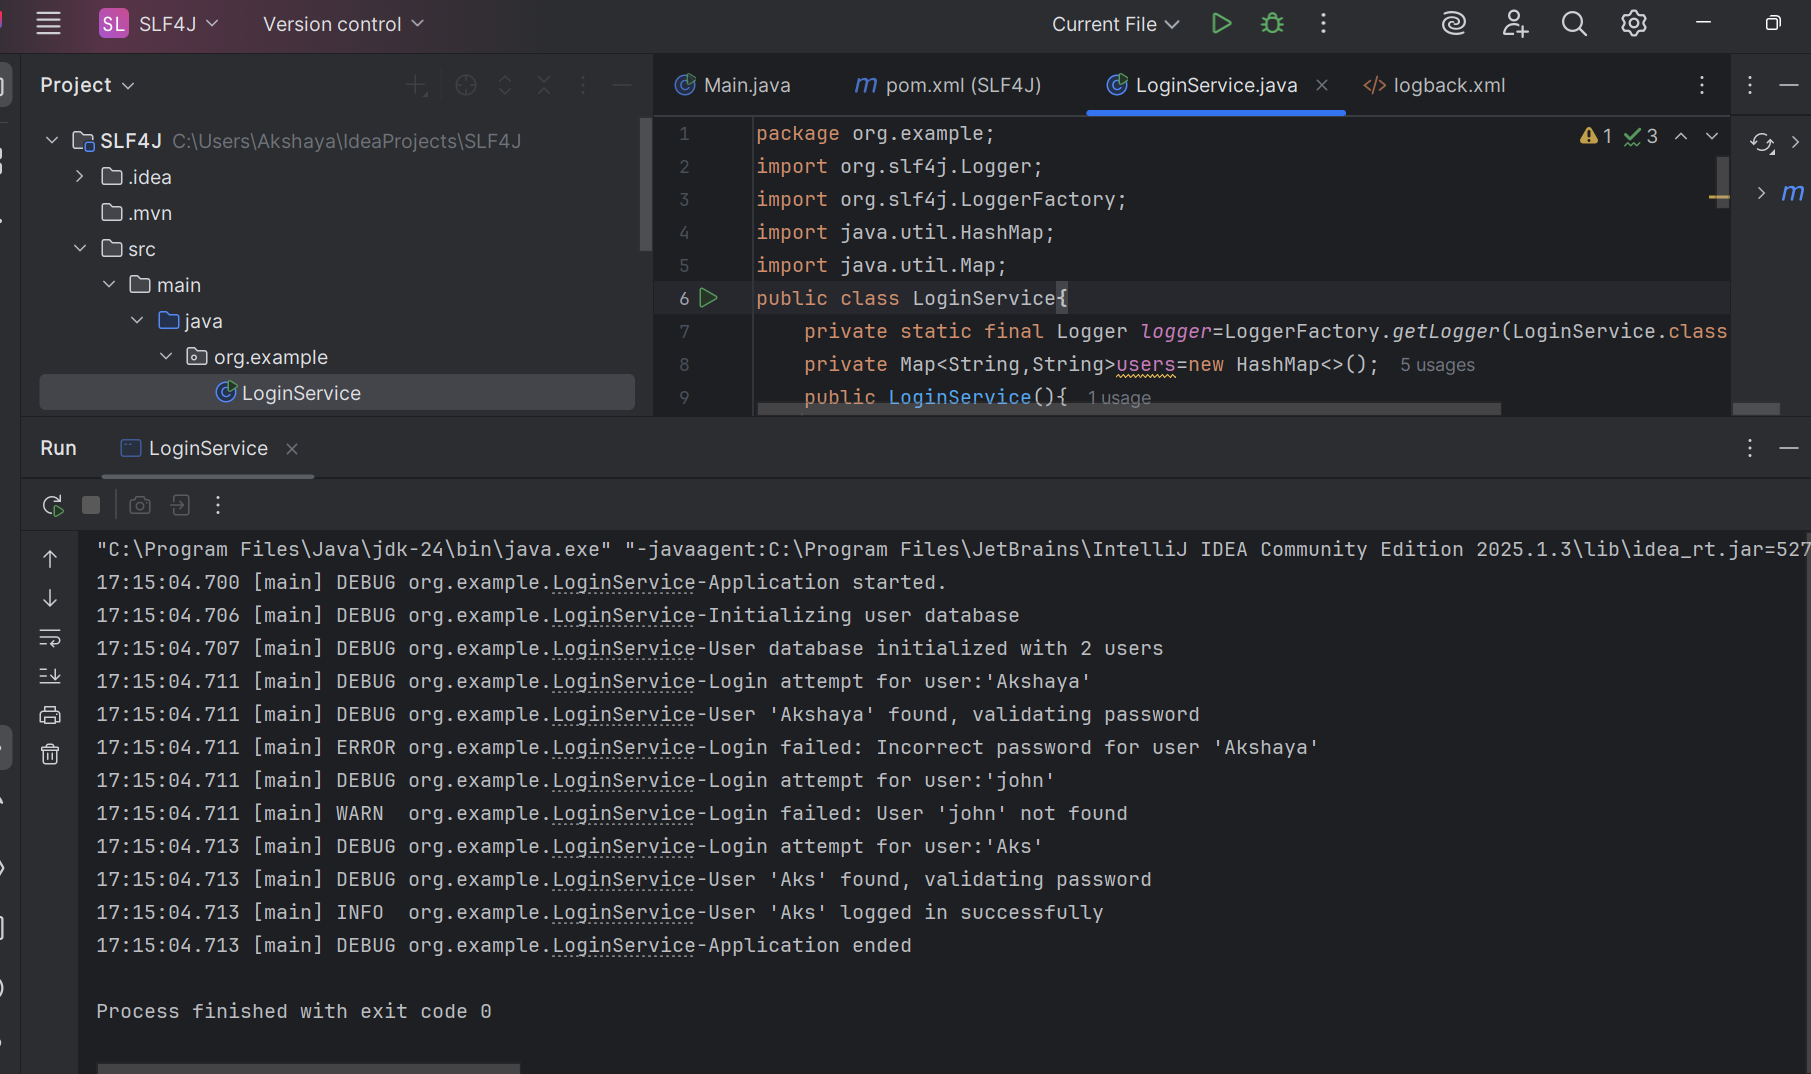 SL SLF4J Version control Current File
Project
Main.java
m pom.xml (SLF4J)
LoginService.java
</> logback.xml
SLF4J C:\Users\Akshaya\IdeaProjects\SLF4J
.idea
.mvn
src
main
java
org.example
LoginService
1 package org.example;
2 import org.slf4j.Logger;
3 import org.slf4j.LoggerFactory;
4 import java.util.HashMap;
5 import java.util.Map;
6 public class LoginService{
7 private static final Logger logger=LoggerFactory.getLogger(LoginService.class
8 private Map<String,String>users=new HashMap<>(); 5 usages
9 public LoginService(){ 1 usage
1 3
m
Run LoginService
"C:\Program Files\Java\jdk-24\bin\java.exe" "-javaagent:C:\Program Files\JetBrains\IntelliJ IDEA Community Edition 2025.1.3\lib\idea_rt.jar=527
17:15:04.700 [main] DEBUG org.example.LoginService-Application started.
17:15:04.706 [main] DEBUG org.example.LoginService-Initializing user database
17:15:04.707 [main] DEBUG org.example.LoginService-User database initialized with 2 users
17:15:04.711 [main] DEBUG org.example.LoginService-Login attempt for user:'Akshaya'
17:15:04.711 [main] DEBUG org.example.LoginService-User 'Akshaya' found, validating password
17:15:04.711 [main] ERROR org.example.LoginService-Login failed: Incorrect password for user 'Akshaya'
17:15:04.711 [main] DEBUG org.example.LoginService-Login attempt for user:'john'
17:15:04.711 [main] WARN  org.example.LoginService-Login failed: User 'john' not found
17:15:04.713 [main] DEBUG org.example.LoginService-Login attempt for user:'Aks'
17:15:04.713 [main] DEBUG org.example.LoginService-User 'Aks' found, validating password
17:15:04.713 [main] INFO  org.example.LoginService-User 'Aks' logged in successfully
17:15:04.713 [main] DEBUG org.example.LoginService-Application ended
Process finished with exit code 0